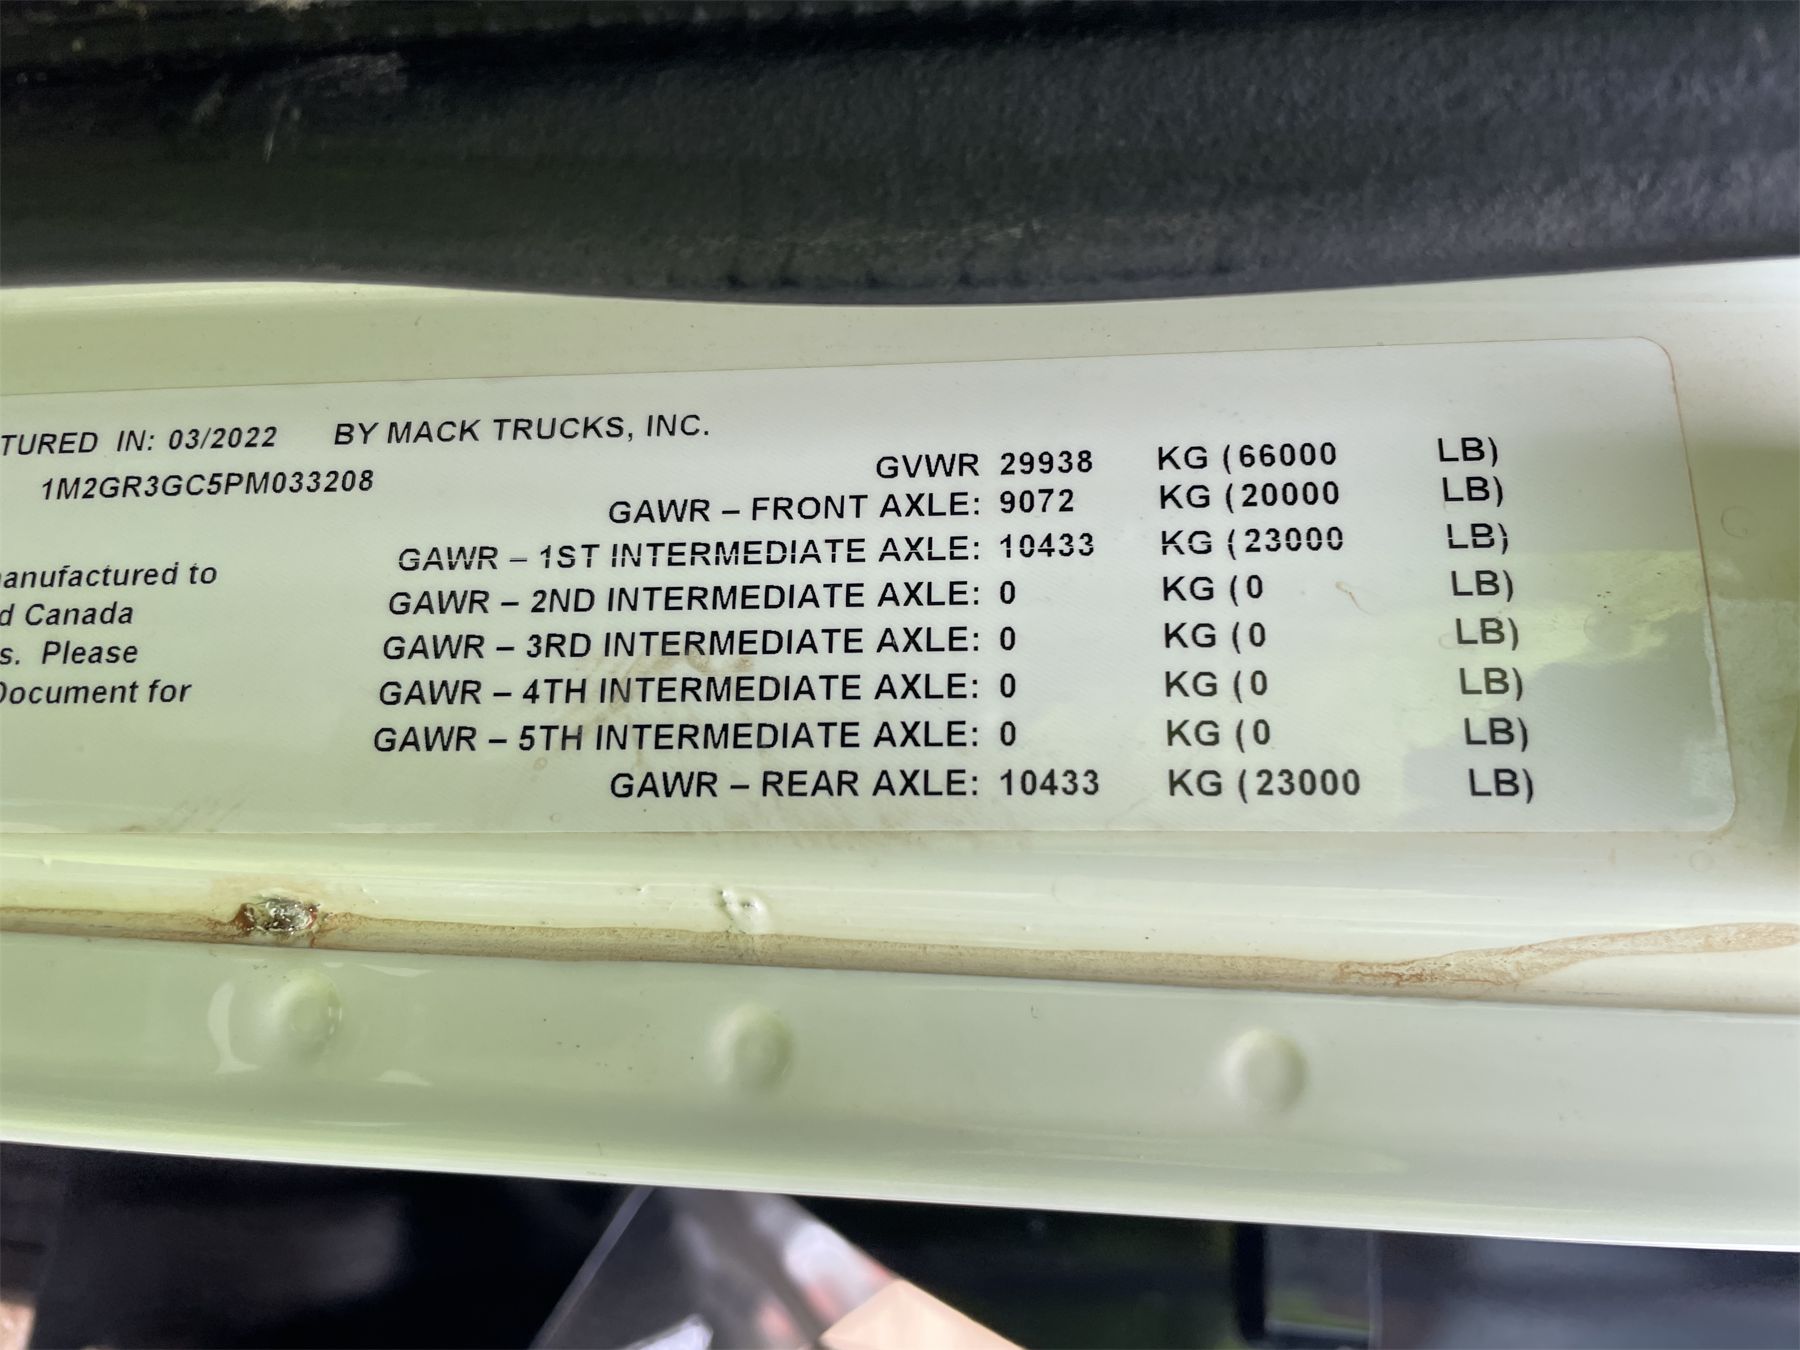 TURED IN: 03/2022 BY MACK TRUCKS, INC.
1M2GR3GC5PM033208
GVWR 29938 KG (66000 LB)
GAWR – FRONT AXLE: 9072 KG (20000 LB)
GAWR – 1ST INTERMEDIATE AXLE: 10433 KG (23000 LB)
GAWR – 2ND INTERMEDIATE AXLE: 0 KG (0 LB)
GAWR – 3RD INTERMEDIATE AXLE: 0 KG (0 LB)
GAWR – 4TH INTERMEDIATE AXLE: 0 KG (0 LB)
GAWR – 5TH INTERMEDIATE AXLE: 0 KG (0 LB)
GAWR – REAR AXLE: 10433 KG (23000 LB)
anufactured to
d Canada
s. Please
Document for